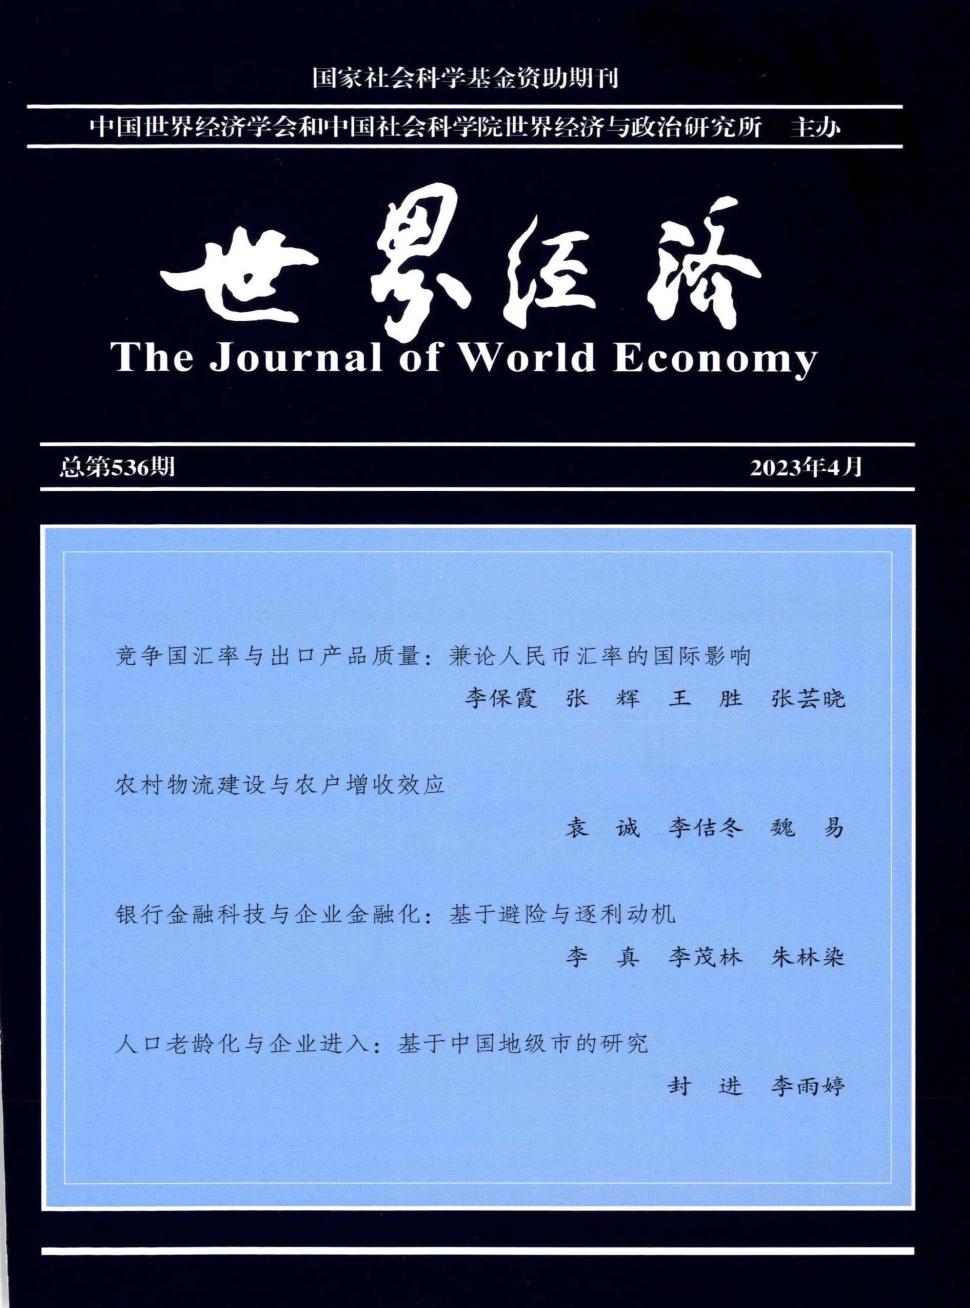 国家社会科学基金资助期刊
中国世界经济学会和中国社会科学院世界经济与政治研究所 主办
世界经济
The Journal of World Economy
总第536期 2023年4月
竞争国汇率与出口产品质量：兼论人民币汇率的国际影响
李保霞 张 辉 王 胜 张芸晓
农村物流建设与农户增收效应
袁 诚 李佶冬 魏 易
银行金融科技与企业金融化：基于避险与逐利动机
李 真 李茂林 朱林染
人口老龄化与企业进入：基于中国地级市的研究
封 进 李雨婷